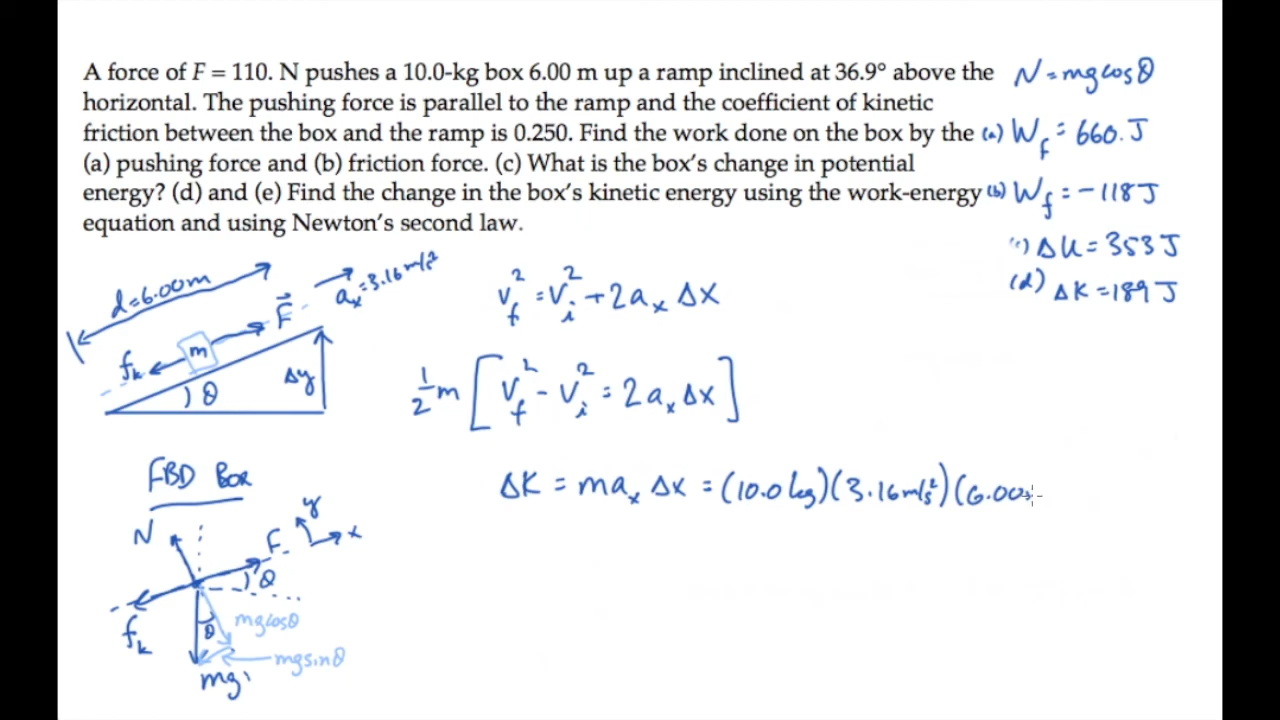 A force of F = 110. N pushes a 10.0-kg box 6.00 m up a ramp inclined at 36.9° above the
horizontal. The pushing force is parallel to the ramp and the coefficient of kinetic
friction between the box and the ramp is 0.250. Find the work done on the box by the
(a) pushing force and (b) friction force. (c) What is the box's change in potential
energy? (d) and (e) Find the change in the box's kinetic energy using the work-energy
equation and using Newton's second law.
N = mg cos θ
(a) W_f = 660. J
(b) W_f = -118 J
(c) ΔU = 353 J
(d) ΔK = 189 J
d = 6.00m
a_x = 3.16 m/s²
F⃗
f_k
m
θ
Δy
v_f² = v_i² + 2a_x Δx
½m [v_f² - v_i² = 2a_x Δx]
ΔK = ma_x Δx = (10.0 kg)(3.16 m/s²)(6.00
FBD Box
N
y
x
F
θ
f_k
θ
mg cos θ
mg sin θ
mg